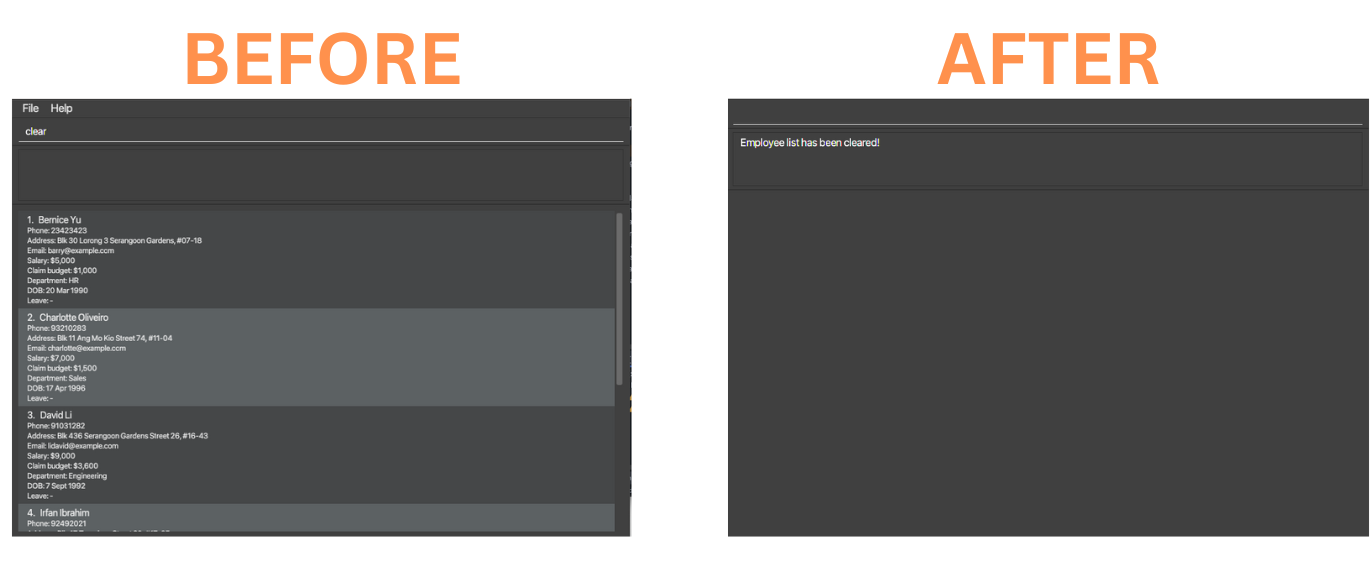 BEFORE
AFTER
File Help
clear
1. Bernice Yu
Phone: 23423423
Address: Blk 30 Lorong 3 Serangoon Gardens, #07-18
Email: barry@example.com
Salary: $5,000
Claim budget: $1,000
Department: HR
DOB: 20 Mar 1990
Leave: -
2. Charlotte Oliveiro
Phone: 93210283
Address: Blk 11 Ang Mo Kio Street 74, #11-04
Email: charlotte@example.com
Salary: $7,000
Claim budget: $1,500
Department: Sales
DOB: 17 Apr 1996
Leave: -
3. David Li
Phone: 91031282
Address: Blk 436 Serangoon Gardens Street 26, #16-43
Email: lidavid@example.com
Salary: $9,000
Claim budget: $3,600
Department: Engineering
DOB: 7 Sept 1992
Leave: -
4. Irfan Ibrahim
Phone: 92492021
Employee list has been cleared!